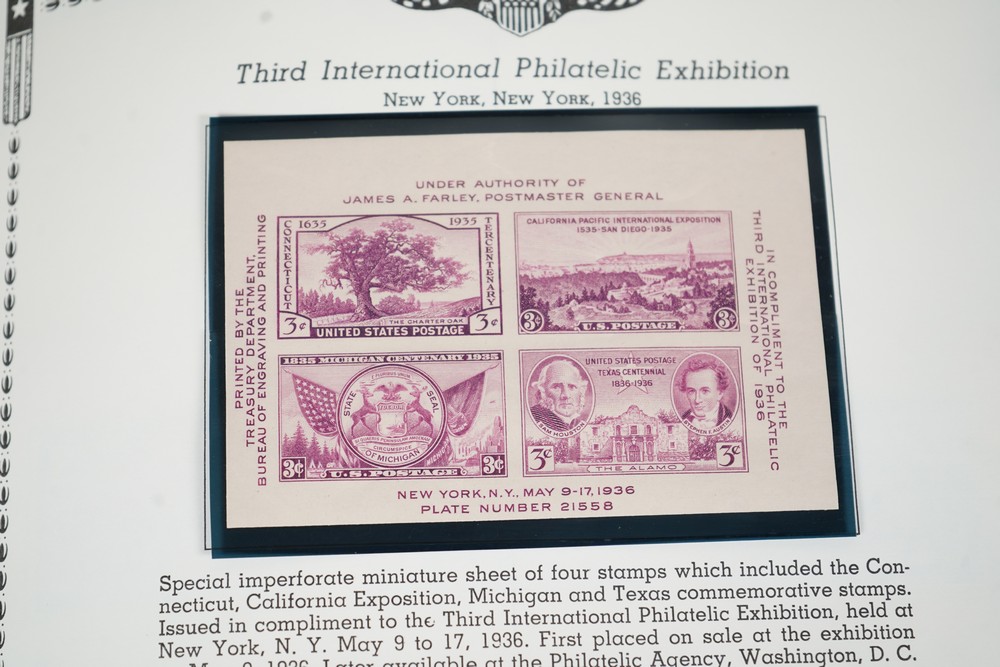 Third International Philatelic Exhibition
New York, New York, 1936
UNDER AUTHORITY OF
JAMES A. FARLEY, POSTMASTER GENERAL
PRINTED BY THE
TREASURY DEPARTMENT,
BUREAU OF ENGRAVING AND PRINTING
1635 1935
CONNECTICUT
TERCENTENARY
THE CHARTER OAK
3¢ 3¢
UNITED STATES POSTAGE
CALIFORNIA PACIFIC INTERNATIONAL EXPOSITION
1535·SAN DIEGO·1935
3¢ U.S. POSTAGE 3¢
1835 MICHIGAN CENTENARY 1935
STATE SEAL
TUEBOR
CIRCUMSPICE
OF MICHIGAN
3¢ U.S. POSTAGE 3¢
UNITED STATES POSTAGE
TEXAS CENTENNIAL
1836·1936
SAM HOUSTON
STEPHEN F. AUSTIN
3¢ THE ALAMO 3¢
IN COMPLIMENT TO THE
THIRD INTERNATIONAL PHILATELIC
EXHIBITION OF 1936
NEW YORK, N.Y., MAY 9-17, 1936
PLATE NUMBER 21558
Special imperforate miniature sheet of four stamps which included the Con-
necticut, California Exposition, Michigan and Texas commemorative stamps.
Issued in compliment to the Third International Philatelic Exhibition, held at
New York, N. Y. May 9 to 17, 1936. First placed on sale at the exhibition
May 9, 1936. Later available at the Philatelic Agency, Washington, D. C.